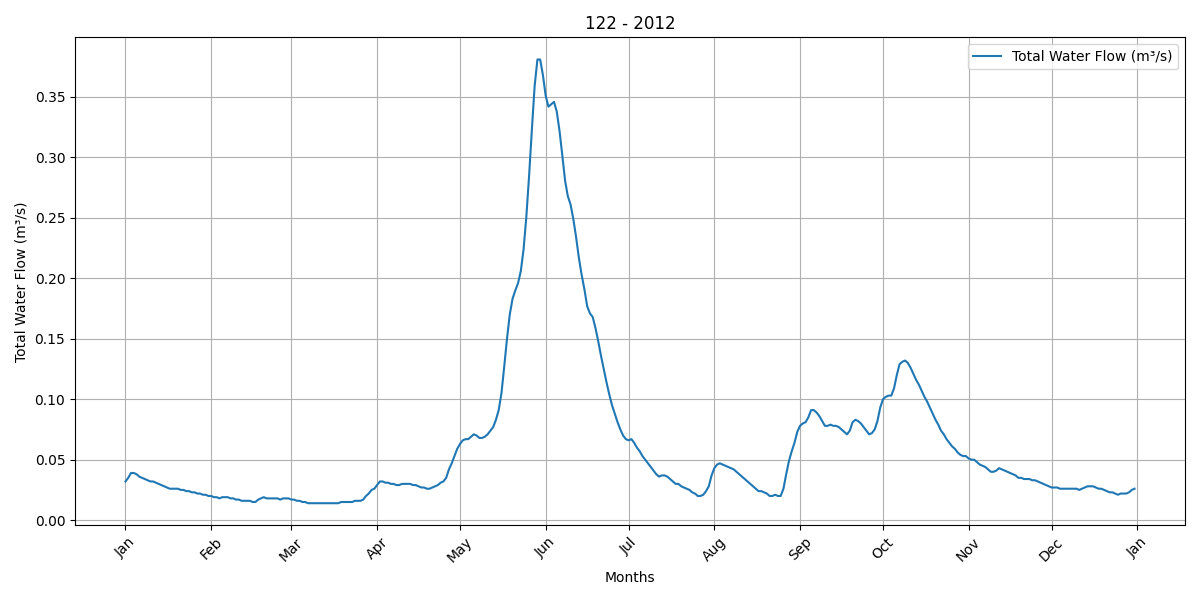 122 - 2012
Total Water Flow (m³/s)
Total Water Flow (m³/s)
0.35
0.30
0.25
0.20
0.15
0.10
0.05
0.00
Jan
Feb
Mar
Apr
May
Jun
Jul
Aug
Sep
Oct
Nov
Dec
Jan
Months